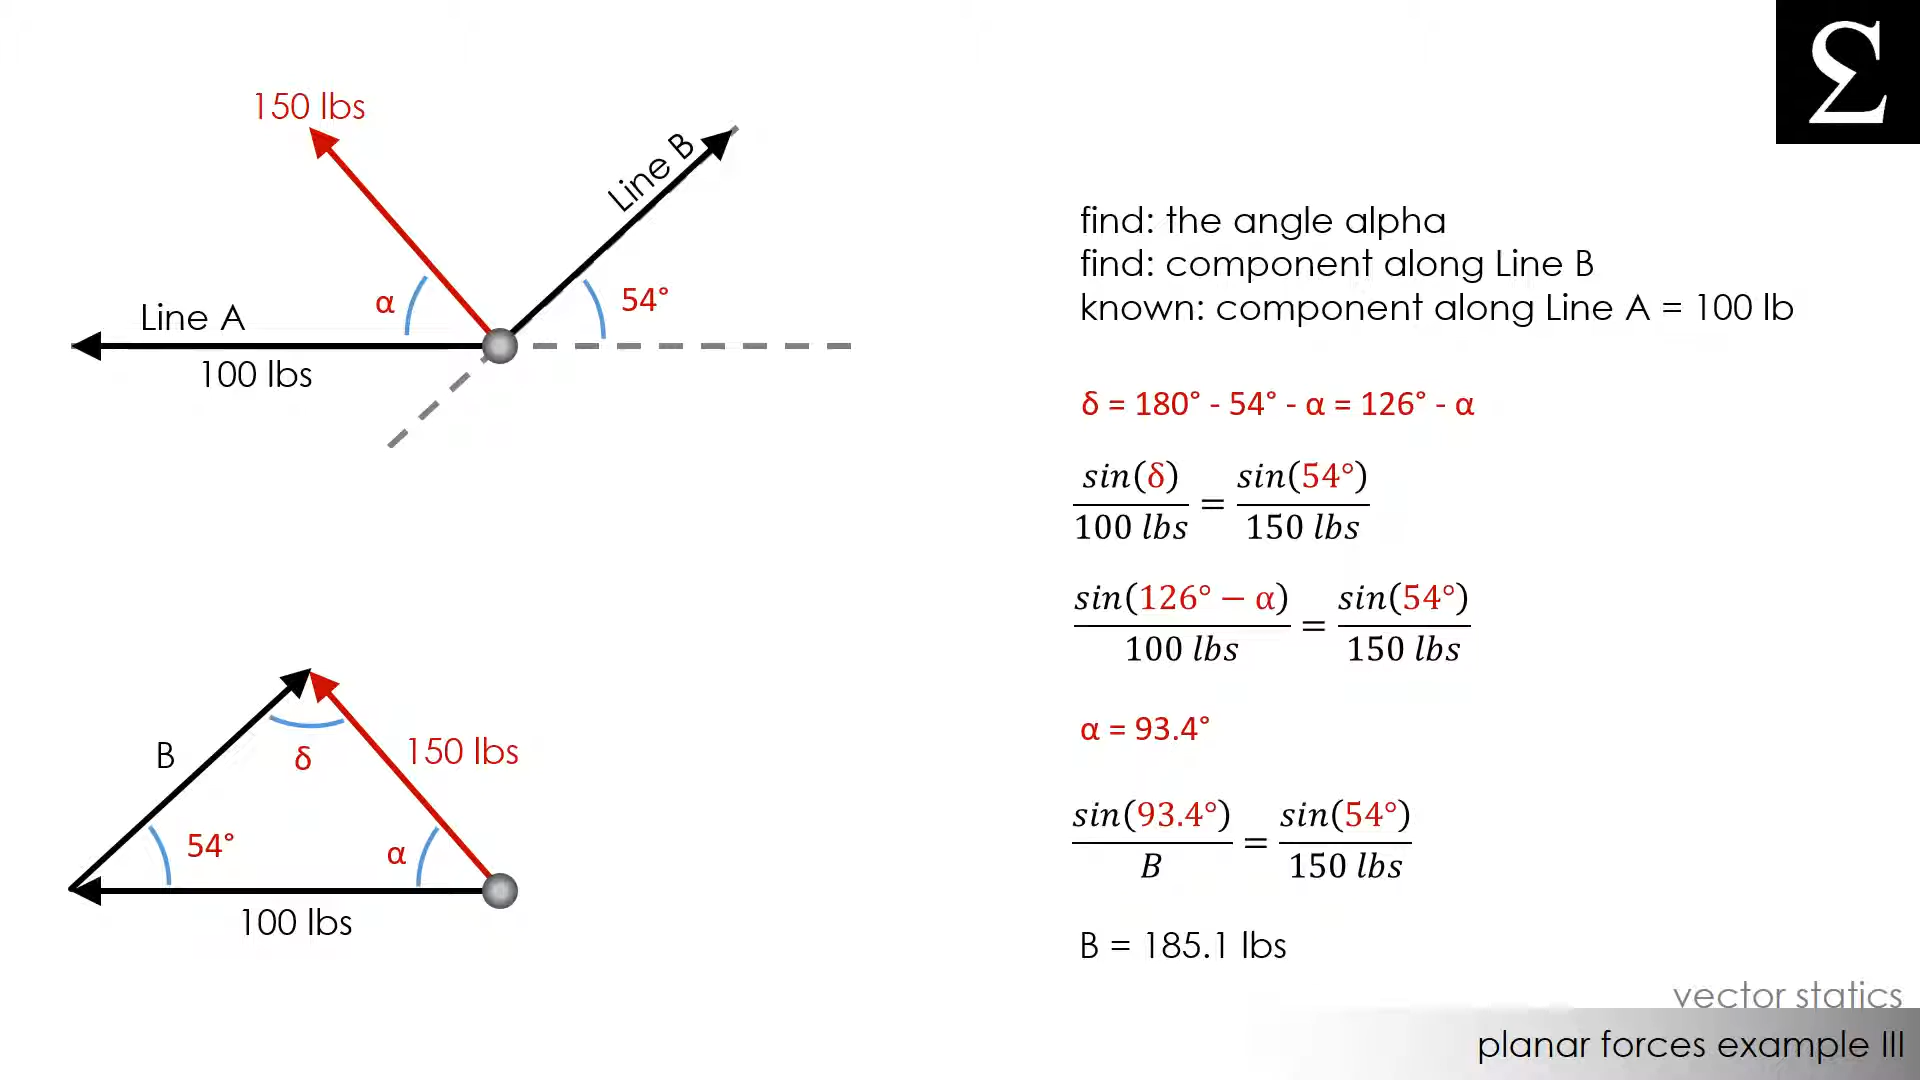 150 lbs
Line B
α
54°
Line A
100 lbs
Σ
find: the angle alpha
find: component along Line B
known: component along Line A = 100 lb
δ = 180° - 54° - α = 126° - α
sin(δ)/100 lbs = sin(54°)/150 lbs
sin(126° − α)/100 lbs = sin(54°)/150 lbs
α = 93.4°
sin(93.4°)/B = sin(54°)/150 lbs
B = 185.1 lbs
B
δ
150 lbs
54°
α
100 lbs
vector statics
planar forces example III